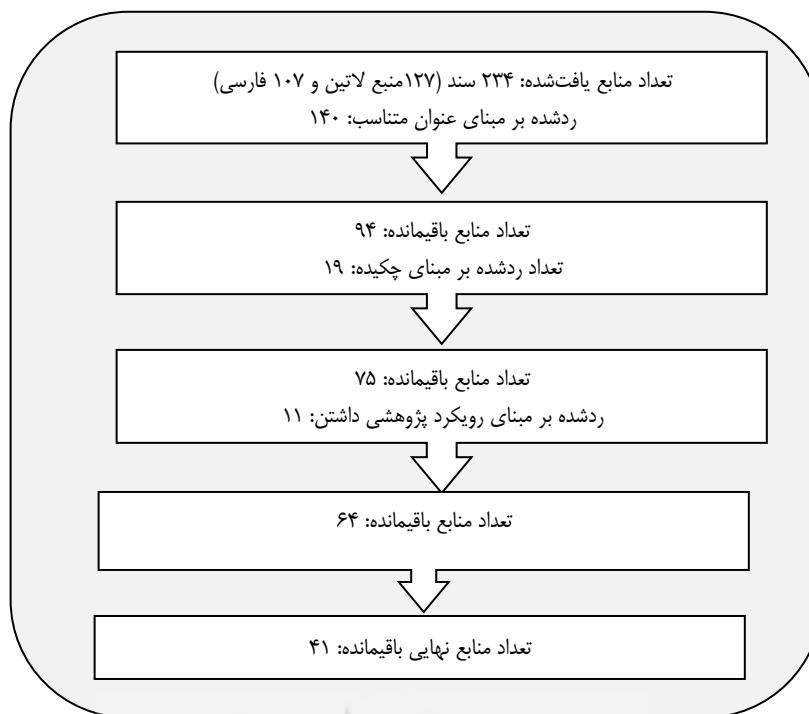 تعداد منابع یافت‌شده: ۲۳۴ سند (۱۲۷منبع لاتین و ۱۰۷ فارسی)
ردشده بر مبنای عنوان متناسب: ۱۴۰
تعداد منابع باقیمانده: ۹۴
تعداد ردشده بر مبنای چکیده: ۱۹
تعداد منابع باقیمانده: ۷۵
ردشده بر مبنای رویکرد پژوهشی داشتن: ۱۱
تعداد منابع باقیمانده: ۶۴
تعداد منابع نهایی باقیمانده: ۴۱